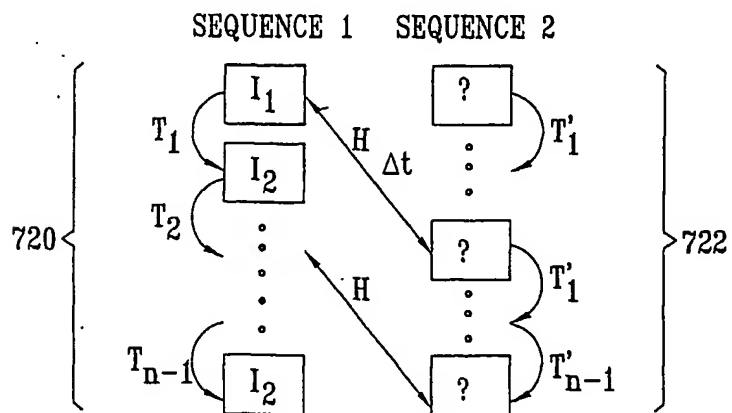 SEQUENCE 1 SEQUENCE 2
I₁ ?
T₁ H Δt T'₁
I₂
T₂
720 722
?
H T'₁
Tₙ₋₁ T'ₙ₋₁
I₂ ?